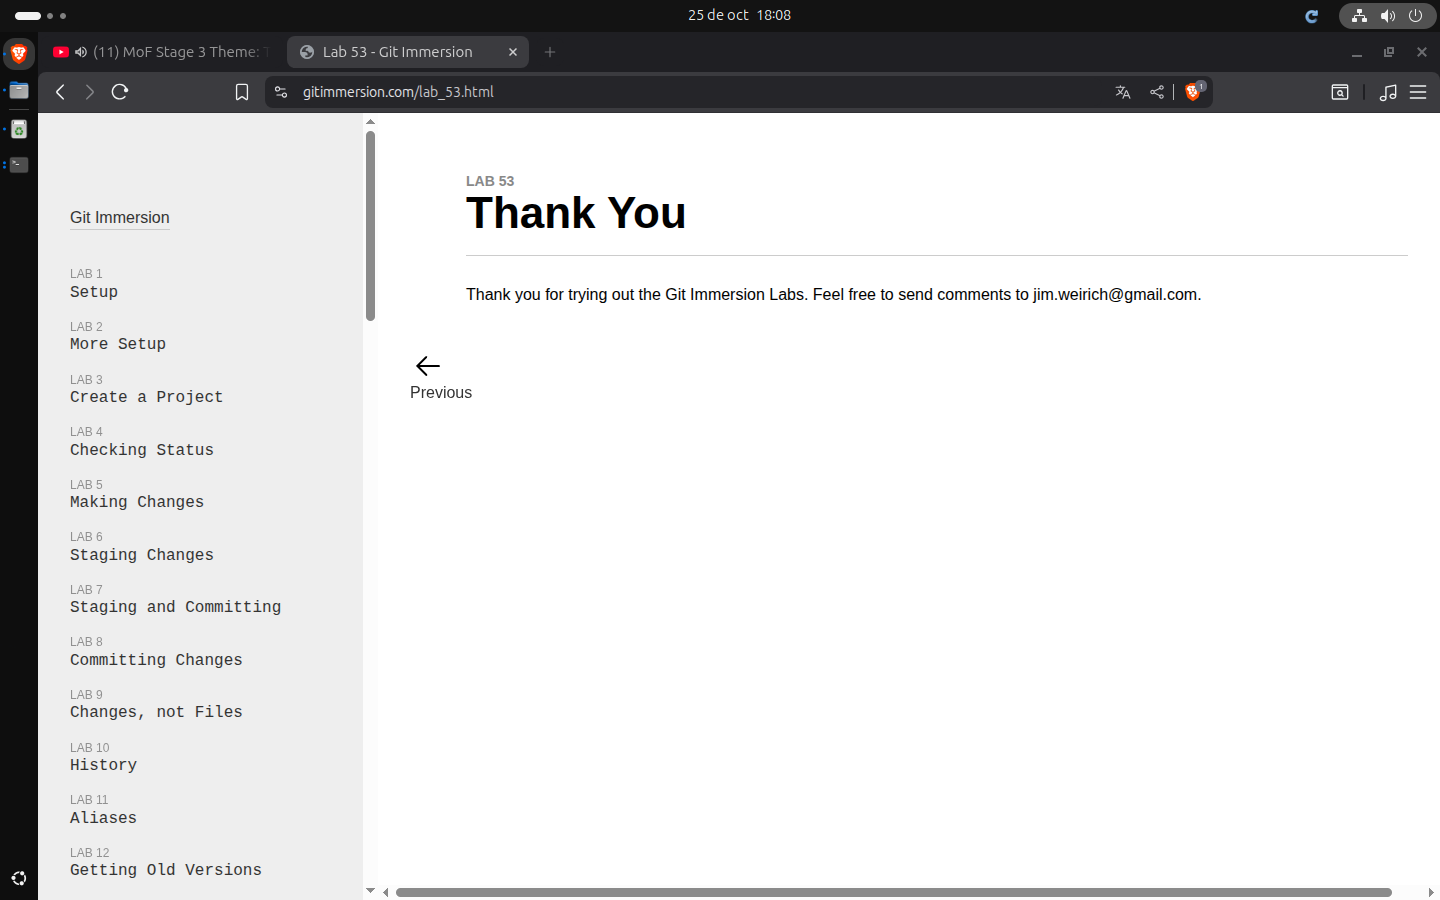 25 de oct 18:08
(11) MoF Stage 3 Theme:
Lab 53 - Git Immersion
gitimmersion.com/lab_53.html
1
Git Immersion
LAB 1
Setup
LAB 2
More Setup
LAB 3
Create a Project
LAB 4
Checking Status
LAB 5
Making Changes
LAB 6
Staging Changes
LAB 7
Staging and Committing
LAB 8
Committing Changes
LAB 9
Changes, not Files
LAB 10
History
LAB 11
Aliases
LAB 12
Getting Old Versions
LAB 53
Thank You
Thank you for trying out the Git Immersion Labs. Feel free to send comments to jim.weirich@gmail.com.
Previous